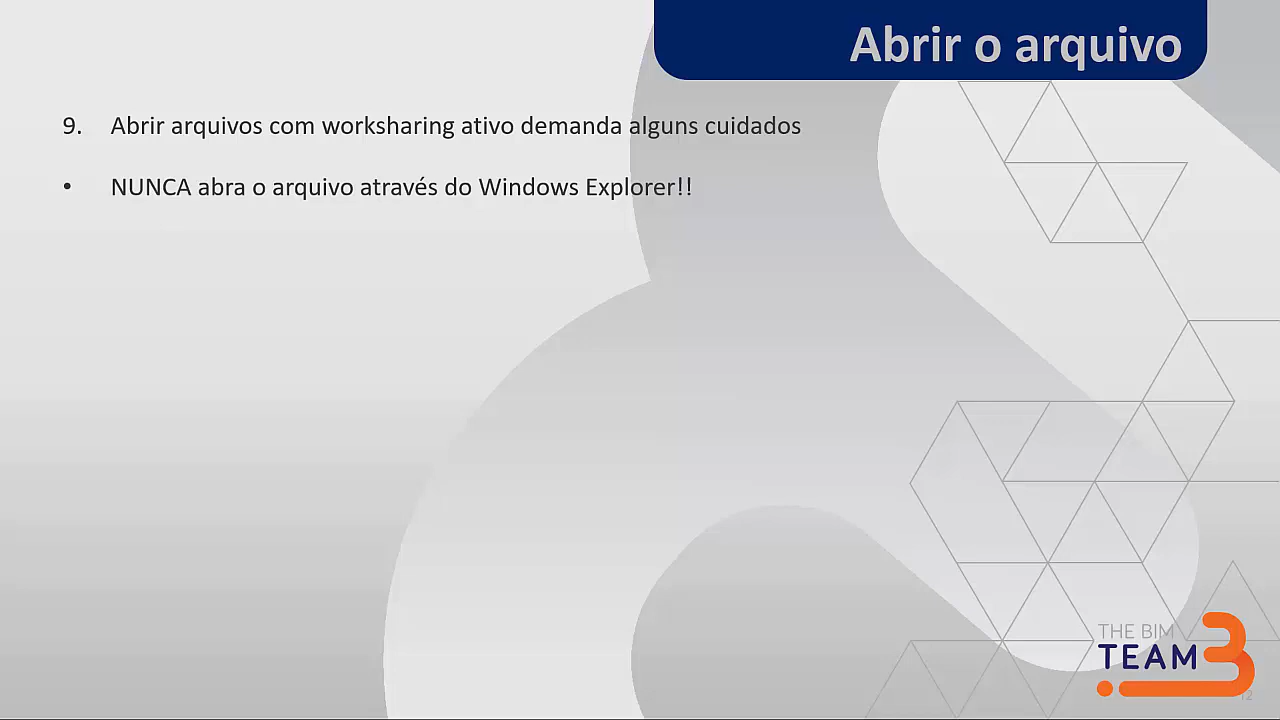 Abrir o arquivo
9. Abrir arquivos com worksharing ativo demanda alguns cuidados
• NUNCA abra o arquivo através do Windows Explorer!!
THE BIM
TEAM
12